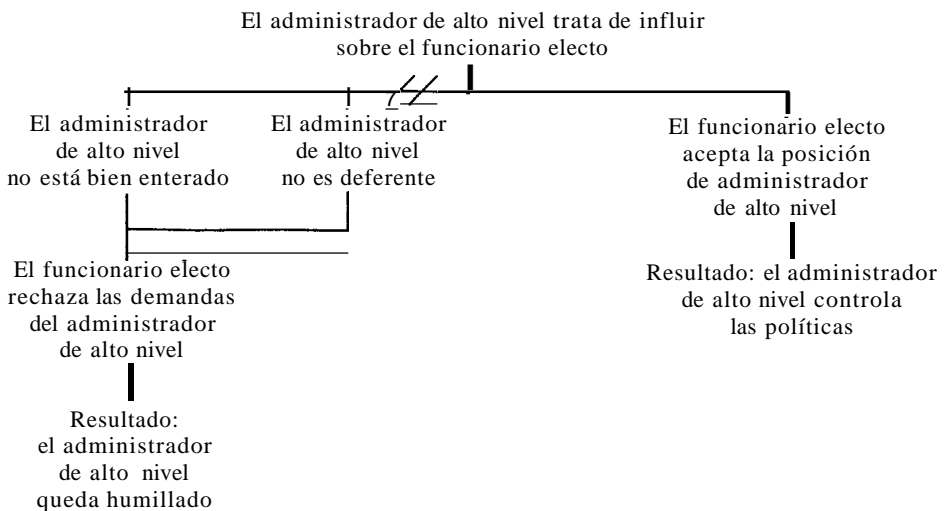 El administrador de alto nivel trata de influir
sobre el funcionario electo
El administrador
de alto nivel
no está bien enterado
El administrador
de alto nivel
no es deferente
El funcionario electo
acepta la posición
de administrador
de alto nivel
El funcionario electo
rechaza las demandas
del administrador
de alto nivel
Resultado: el administrador
de alto nivel controla
las políticas
Resultado:
el administrador
de alto nivel
queda humillado